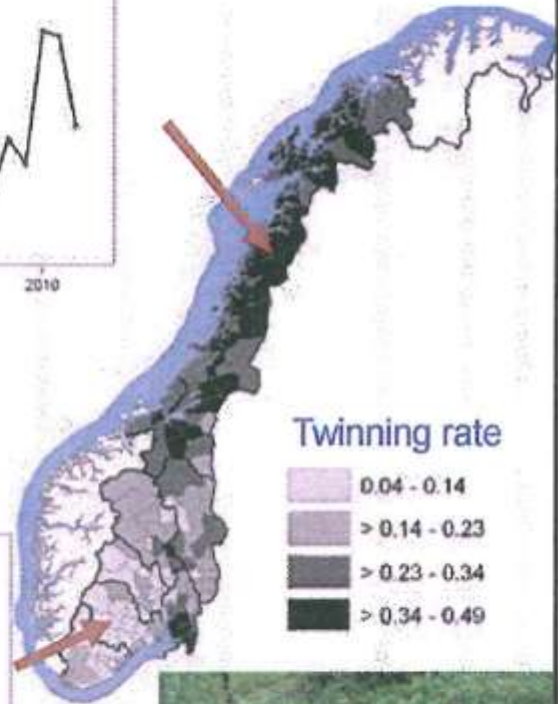 2010
Twinning rate
0.04 - 0.14
> 0.14 - 0.23
> 0.23 - 0.34
> 0.34 - 0.49